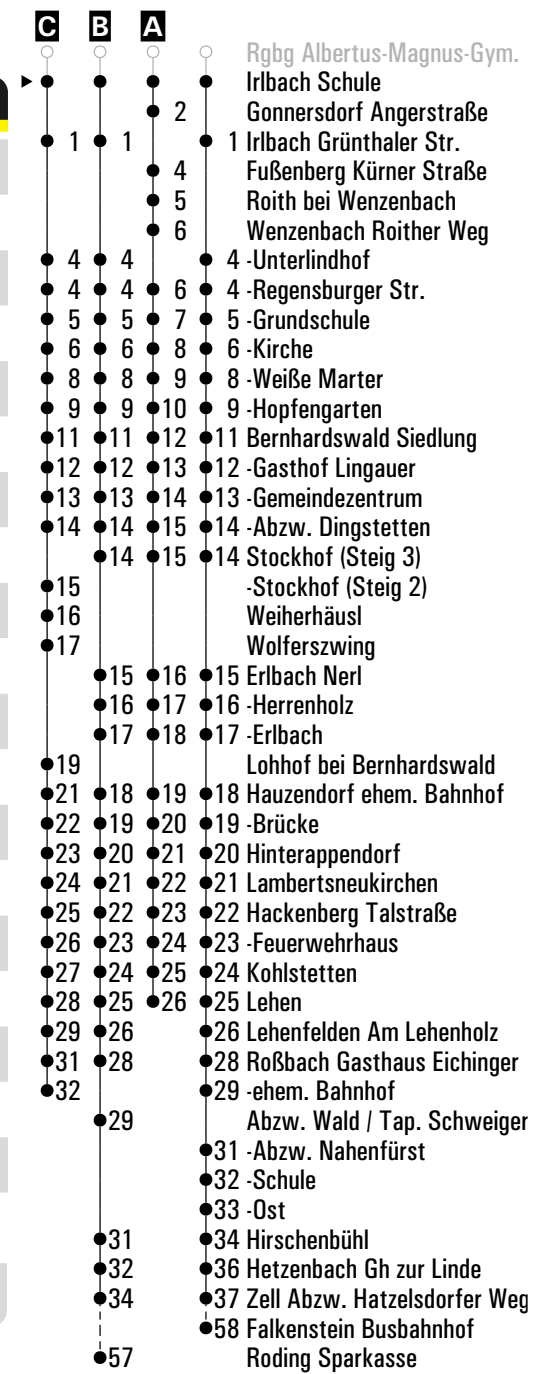 C B A
Rgbg Albertus-Magnus-Gym.
Irlbach Schule
2 Gonnersdorf Angerstraße
1 1 1 Irlbach Grünthaler Str.
4 Fußenberg Kürner Straße
5 Roith bei Wenzenbach
6 Wenzenbach Roither Weg
4 4 4 -Unterlindhof
4 4 6 4 -Regensburger Str.
5 5 7 5 -Grundschule
6 6 8 6 -Kirche
8 8 9 8 -Weiße Marter
9 9 10 9 -Hopfengarten
11 11 12 11 Bernhardswald Siedlung
12 12 13 12 -Gasthof Lingauer
13 13 14 13 -Gemeindezentrum
14 14 15 14 -Abzw. Dingstetten
14 15 14 Stockhof (Steig 3)
15 -Stockhof (Steig 2)
16 Weiherhäusl
17 Wolferszwing
15 16 15 Erlbach Nerl
16 17 16 -Herrenholz
17 18 17 -Erlbach
19 Lohhof bei Bernhardswald
21 18 19 18 Hauzendorf ehem. Bahnhof
22 19 20 19 -Brücke
23 20 21 20 Hinterappendorf
24 21 22 21 Lambertsneukirchen
25 22 23 22 Hackenberg Talstraße
26 23 24 23 -Feuerwehrhaus
27 24 25 24 Kohlstetten
28 25 26 25 Lehen
29 26 26 Lehenfelden Am Lehenholz
31 28 28 Roßbach Gasthaus Eichinger
32 29 -ehem. Bahnhof
29 Abzw. Wald / Tap. Schweiger
31 -Abzw. Nahenfürst
32 -Schule
33 -Ost
31 34 Hirschenbühl
32 36 Hetzenbach Gh zur Linde
34 37 Zell Abzw. Hatzelsdorfer Weg
58 Falkenstein Busbahnhof
57 Roding Sparkasse